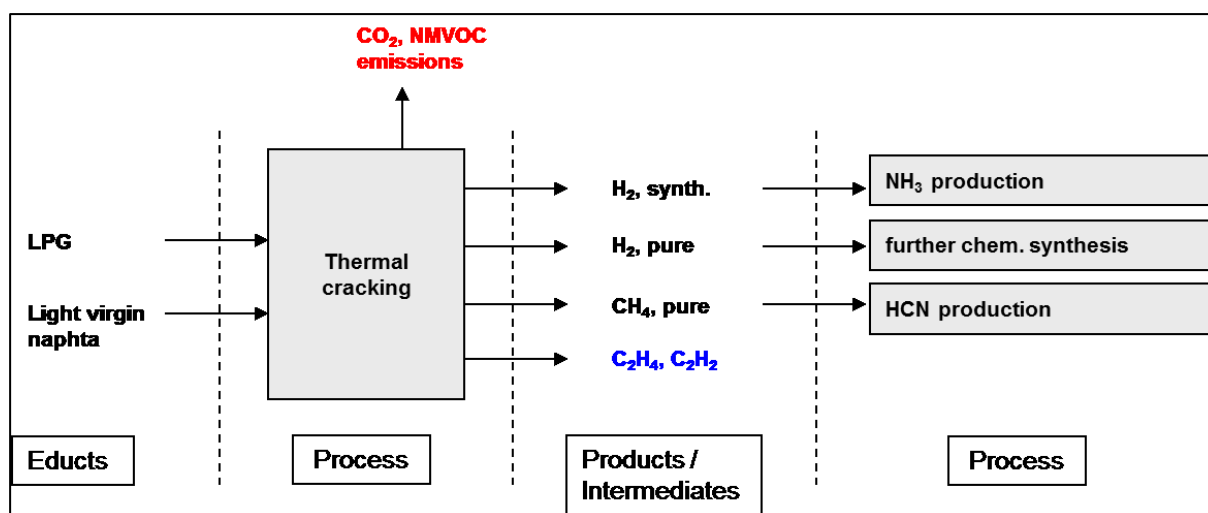 CO₂, NMVOC
emissions
LPG
Light virgin
naphta
Thermal
cracking
H₂, synth.
H₂, pure
CH₄, pure
C₂H₄, C₂H₂
NH₃ production
further chem. synthesis
HCN production
Educts
Process
Products /
Intermediates
Process